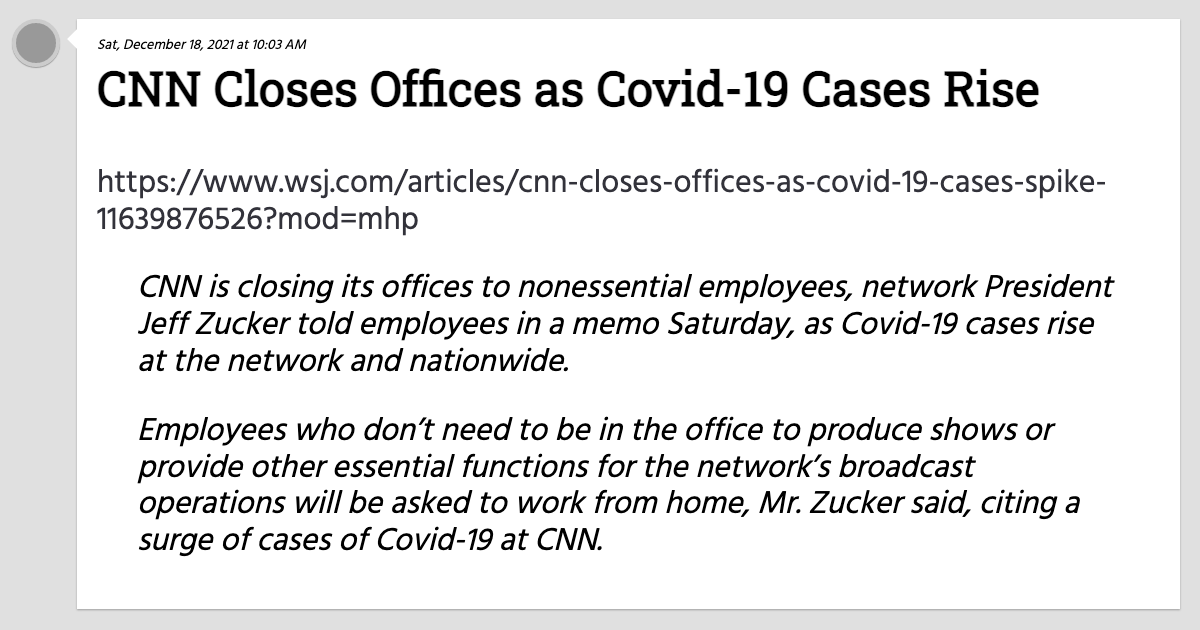 Sat, December 18, 2021 at 10:03 AM
CNN Closes Offices as Covid-19 Cases Rise
https://www.wsj.com/articles/cnn-closes-offices-as-covid-19-cases-spike-
11639876526?mod=mhp
CNN is closing its offices to nonessential employees, network President
Jeff Zucker told employees in a memo Saturday, as Covid-19 cases rise
at the network and nationwide.
Employees who don’t need to be in the office to produce shows or
provide other essential functions for the network’s broadcast
operations will be asked to work from home, Mr. Zucker said, citing a
surge of cases of Covid-19 at CNN.